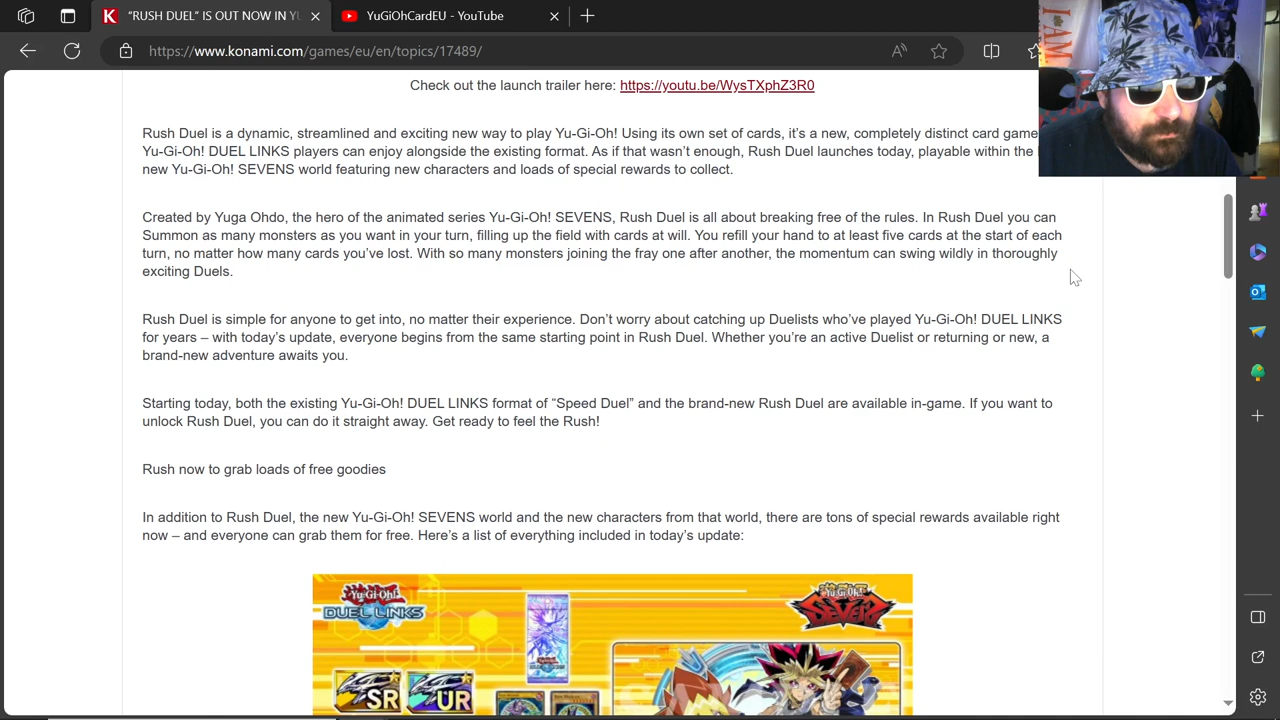 "RUSH DUEL" IS OUT NOW IN YU
YuGiOhCardEU - YouTube
https://www.konami.com/games/eu/en/topics/17489/
I AM.
Check out the launch trailer here: https://youtu.be/WysTXphZ3R0
Rush Duel is a dynamic, streamlined and exciting new way to play Yu-Gi-Oh! Using its own set of cards, it's a new, completely distinct card game
Yu-Gi-Oh! DUEL LINKS players can enjoy alongside the existing format. As if that wasn't enough, Rush Duel launches today, playable within the
new Yu-Gi-Oh! SEVENS world featuring new characters and loads of special rewards to collect.
Created by Yuga Ohdo, the hero of the animated series Yu-Gi-Oh! SEVENS, Rush Duel is all about breaking free of the rules. In Rush Duel you can
Summon as many monsters as you want in your turn, filling up the field with cards at will. You refill your hand to at least five cards at the start of each
turn, no matter how many cards you've lost. With so many monsters joining the fray one after another, the momentum can swing wildly in thoroughly
exciting Duels.
Rush Duel is simple for anyone to get into, no matter their experience. Don't worry about catching up Duelists who've played Yu-Gi-Oh! DUEL LINKS
for years – with today's update, everyone begins from the same starting point in Rush Duel. Whether you're an active Duelist or returning or new, a
brand-new adventure awaits you.
Starting today, both the existing Yu-Gi-Oh! DUEL LINKS format of "Speed Duel" and the brand-new Rush Duel are available in-game. If you want to
unlock Rush Duel, you can do it straight away. Get ready to feel the Rush!
Rush now to grab loads of free goodies
In addition to Rush Duel, the new Yu-Gi-Oh! SEVENS world and the new characters from that world, there are tons of special rewards available right
now – and everyone can grab them for free. Here's a list of everything included in today's update:
Yu-Gi-Oh!
DUEL LINKS
Yu-Gi-Oh!
SEVENS
SR
UR